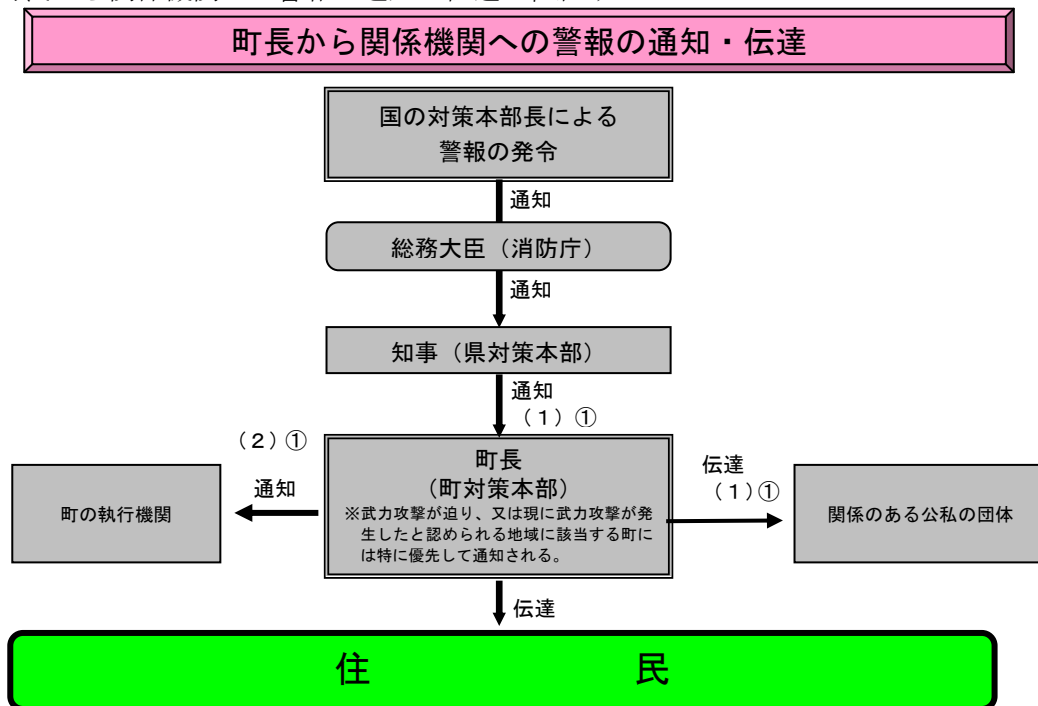 町長から関係機関への警報の通知・伝達
国の対策本部長による
警報の発令
通知
総務大臣（消防庁）
通知
知事（県対策本部）
通知
（１）①
（２）①
通知
町の執行機関
町長
（町対策本部）
※武力攻撃が迫り、又は現に武力攻撃が発
生したと認められる地域に該当する町に
は特に優先して通知される。
伝達
（１）①
関係のある公私の団体
伝達
住　民